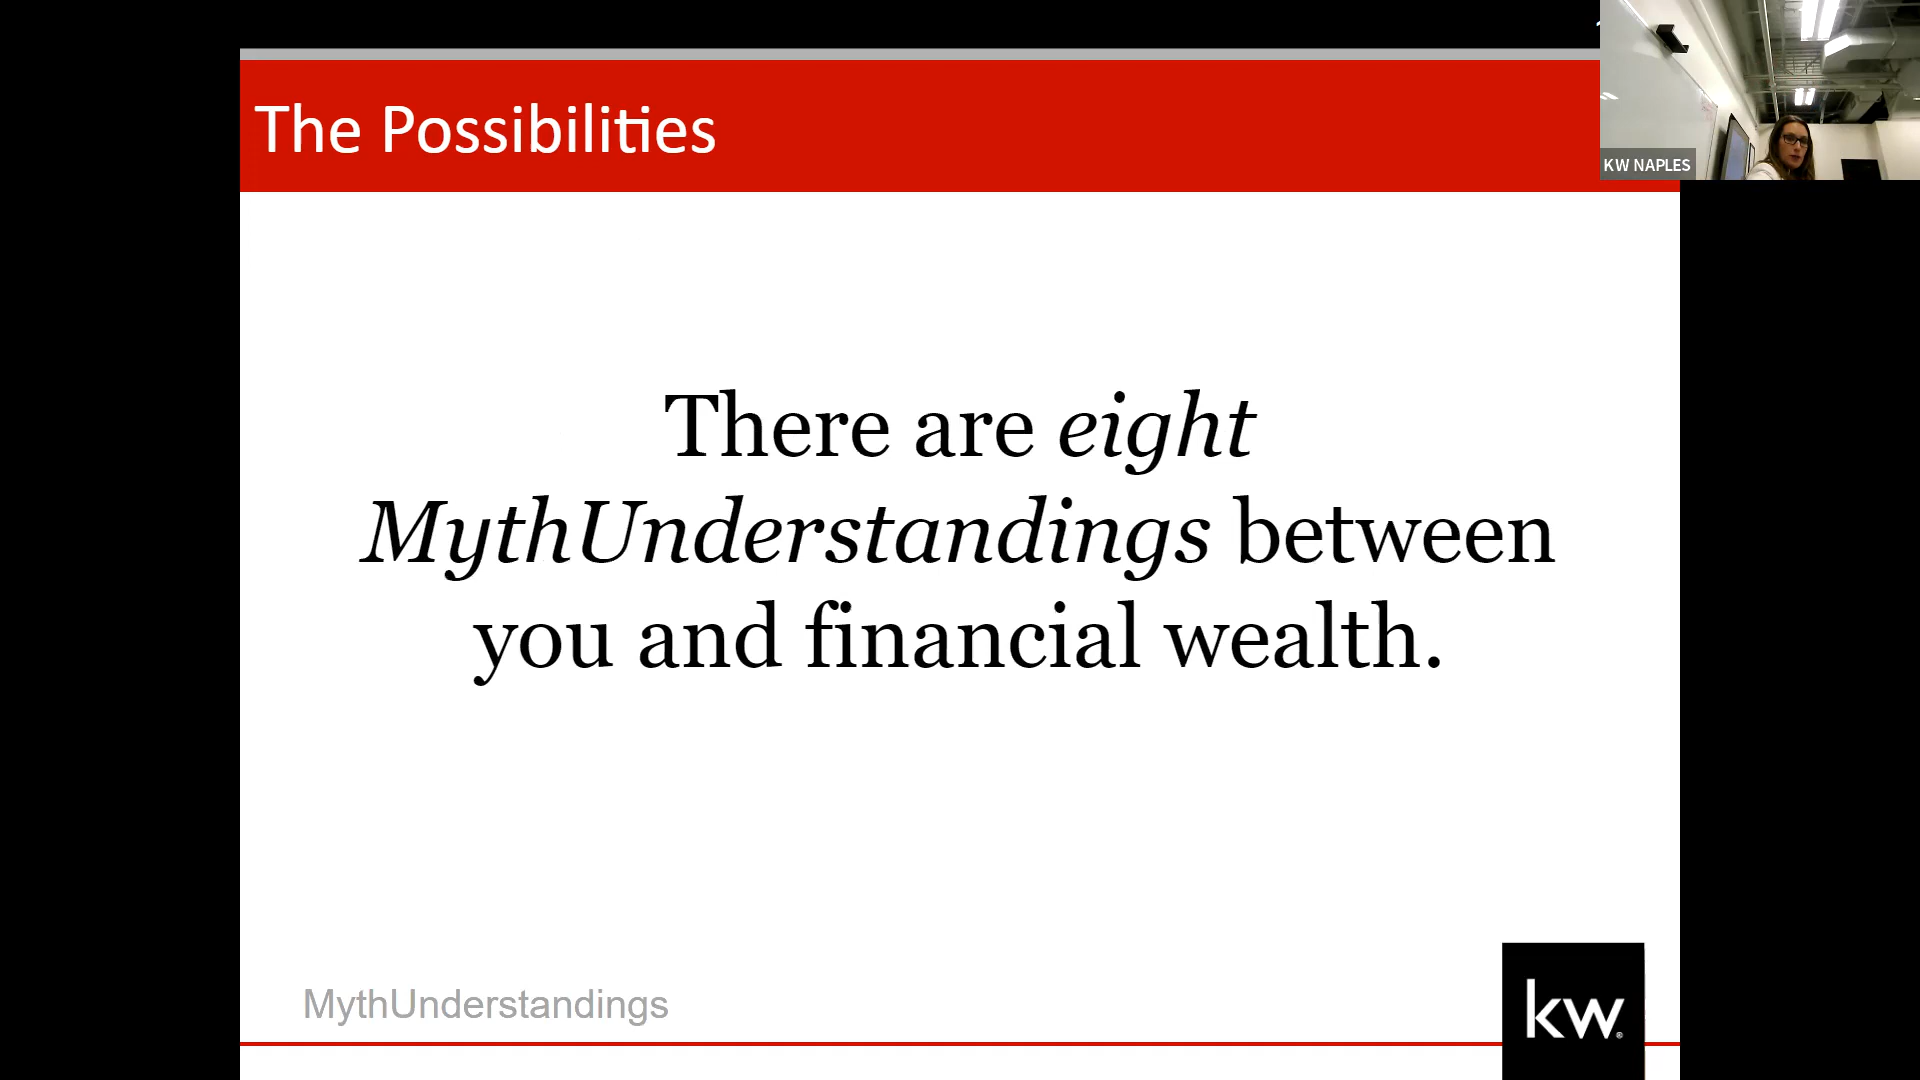 The Possibilities
KW NAPLES
There are eight
MythUnderstandings between
you and financial wealth.
MythUnderstandings
kw